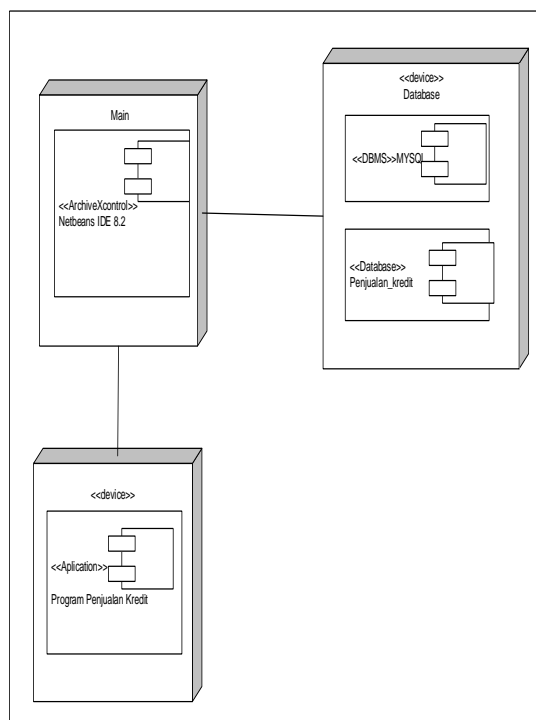 Main
<<ArchiveXcontrol>>
Netbeans IDE 8.2
<<device>>
Database
<<DBMS>>MYSQL
<<Database>>
Penjualan_kredit
<<device>>
<<Aplication>>
Program Penjualan Kredit